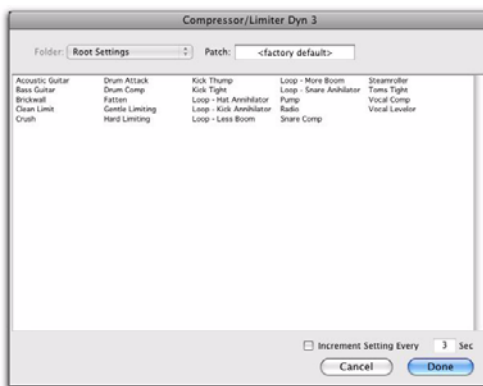 Compressor/Limiter Dyn 3
Folder: Root Settings Patch: <factory default>
Acoustic Guitar Drum Attack Kick Thump Loop - More Boom Steamroller
Bass Guitar Drum Comp Kick Tight Loop - Snare Anihilator Toms Tight
Brickwall Fatten Loop - Hat Annihilator Pump Vocal Comp
Clean Limit Gentle Limiting Loop - Kick Annihilator Radio Vocal Levelor
Crush Hard Limiting Loop - Less Boom Snare Comp
Increment Setting Every 3 Sec
Cancel Done